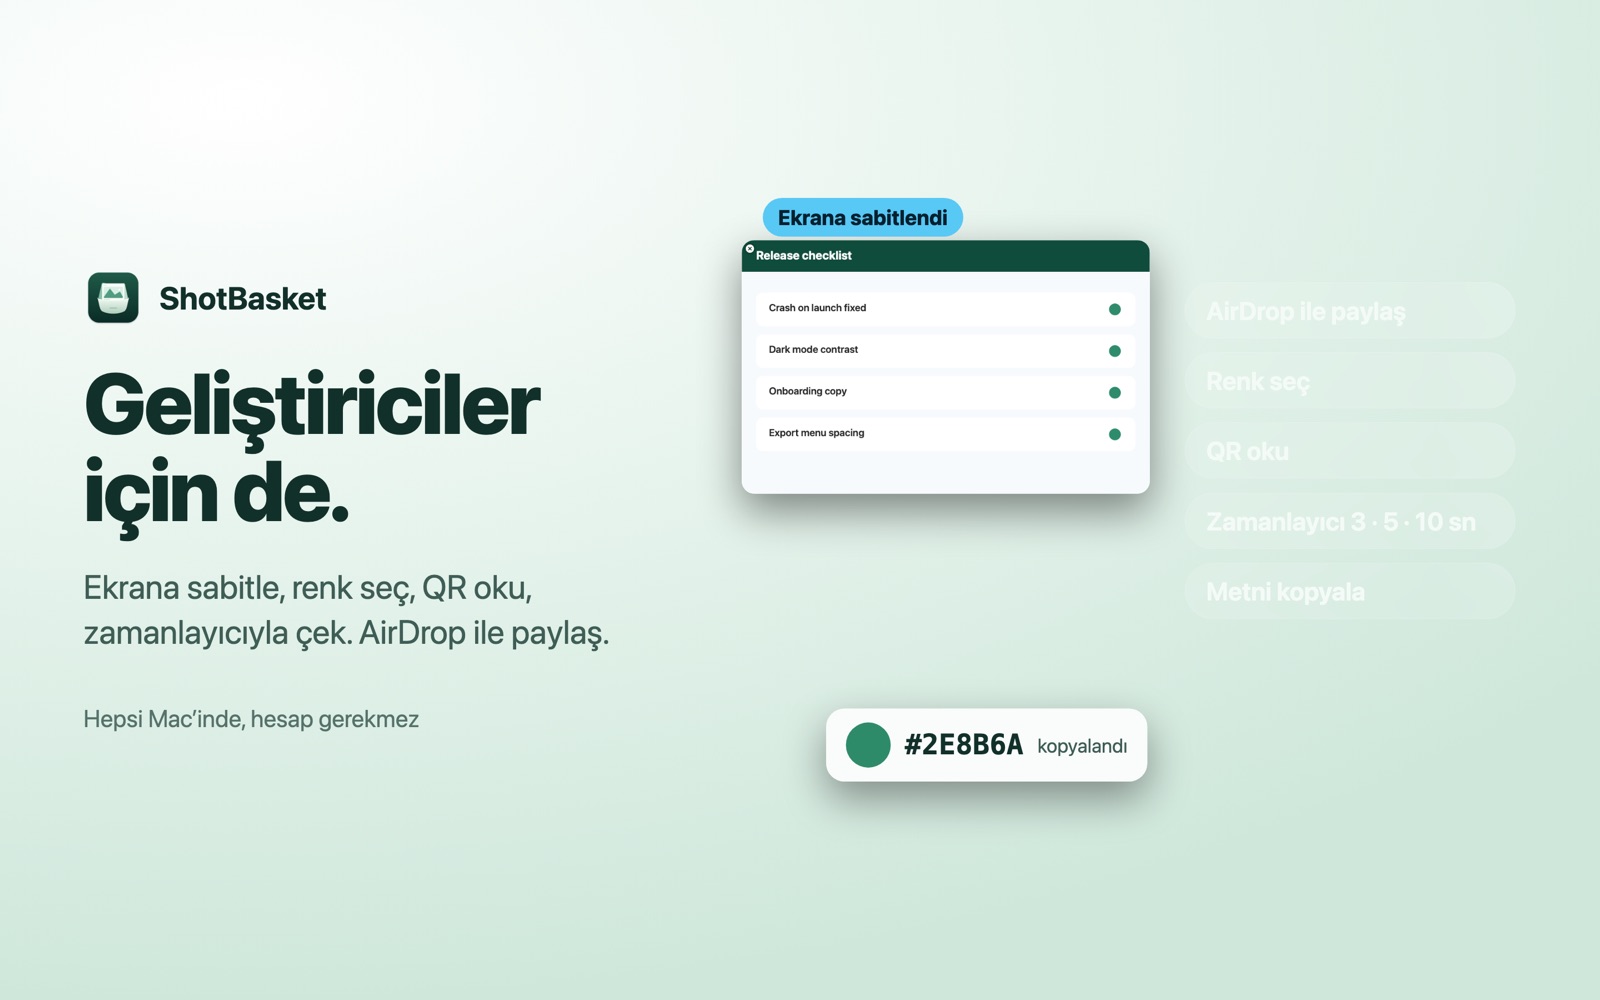 ShotBasket
Geliştiriciler
için de.
Ekrana sabitle, renk seç, QR oku,
zamanlayıcıyla çek. AirDrop ile paylaş.
Hepsi Mac’inde, hesap gerekmez
Ekrana sabitlendi
Release checklist
Crash on launch fixed
Dark mode contrast
Onboarding copy
Export menu spacing
#2E8B6A kopyalandı
AirDrop ile paylaş
Renk seç
QR oku
Zamanlayıcı 3 · 5 · 10 sn
Metni kopyala